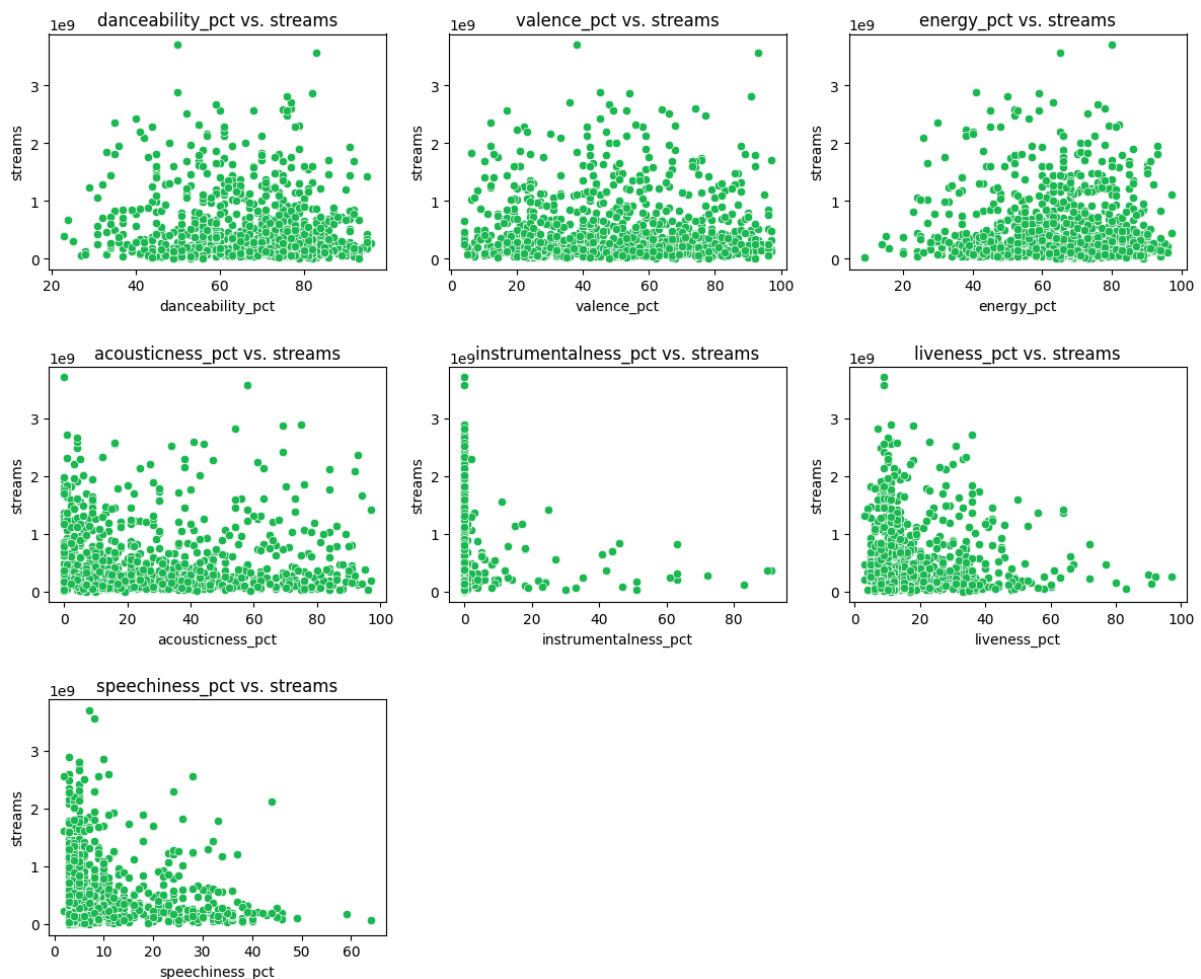 danceability_pct vs. streams
1e9
streams
3
2
1
0
20
40
60
80
danceability_pct
valence_pct vs. streams
1e9
streams
3
2
1
0
0
20
40
60
80
100
valence_pct
energy_pct vs. streams
1e9
streams
3
2
1
0
20
40
60
80
100
energy_pct
acousticness_pct vs. streams
1e9
streams
3
2
1
0
0
20
40
60
80
100
acousticness_pct
instrumentalness_pct vs. streams
1e9
streams
3
2
1
0
0
20
40
60
80
instrumentalness_pct
liveness_pct vs. streams
1e9
streams
3
2
1
0
0
20
40
60
80
100
liveness_pct
speechiness_pct vs. streams
1e9
streams
3
2
1
0
0
10
20
30
40
50
60
speechiness_pct